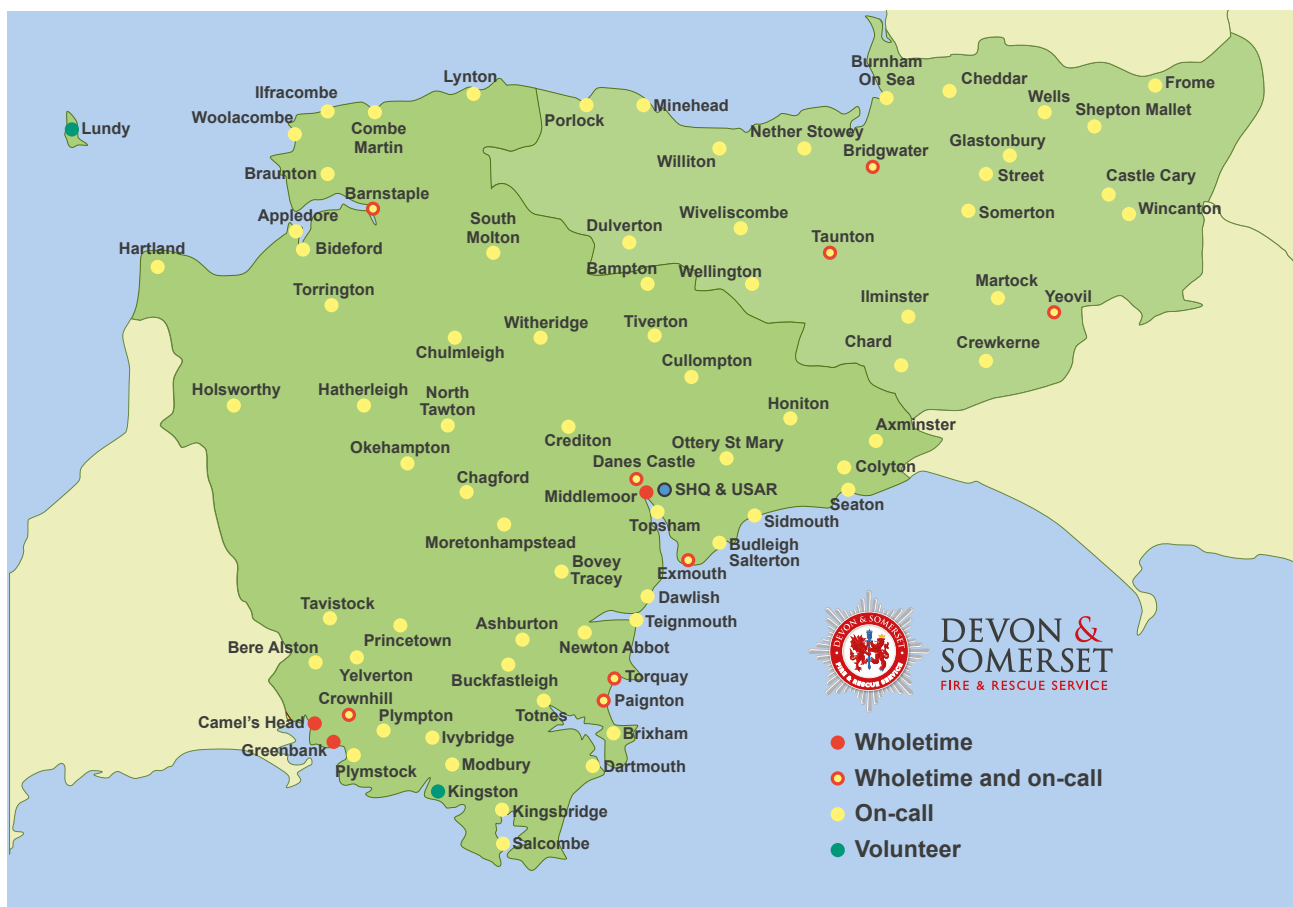 Lynton
Ilfracombe
Woolacombe
Combe
Martin
Lundy
Porlock
Minehead
Burnham
On Sea
Cheddar
Wells
Frome
Shepton Mallet
Nether Stowey
Williton
Bridgwater
Glastonbury
Street
Castle Cary
Wincanton
Somerton
Braunton
Barnstaple
Appledore
Bideford
Hartland
South
Molton
Dulverton
Wiveliscombe
Taunton
Bampton
Wellington
Torrington
Ilminster
Martock
Yeovil
Chard
Crewkerne
Witheridge
Tiverton
Chulmleigh
Cullompton
Holsworthy
Hatherleigh
North
Tawton
Honiton
Axminster
Okehampton
Crediton
Ottery St Mary
Danes Castle
Colyton
Chagford
Middlemoor
SHQ & USAR
Seaton
Topsham
Sidmouth
Moretonhampstead
Budleigh
Salterton
Bovey
Tracey
Exmouth
Dawlish
Tavistock
Teignmouth
Princetown
Ashburton
Newton Abbot
Bere Alston
Yelverton
Buckfastleigh
Torquay
Crownhill
Paignton
Camel's Head
Plympton
Totnes
Greenbank
Ivybridge
Brixham
Plymstock
Modbury
Dartmouth
Kingston
Kingsbridge
Salcombe
DEVON & SOMERSET
FIRE & RESCUE SERVICE
DEVON &
SOMERSET
FIRE & RESCUE SERVICE
Wholetime
Wholetime and on-call
On-call
Volunteer